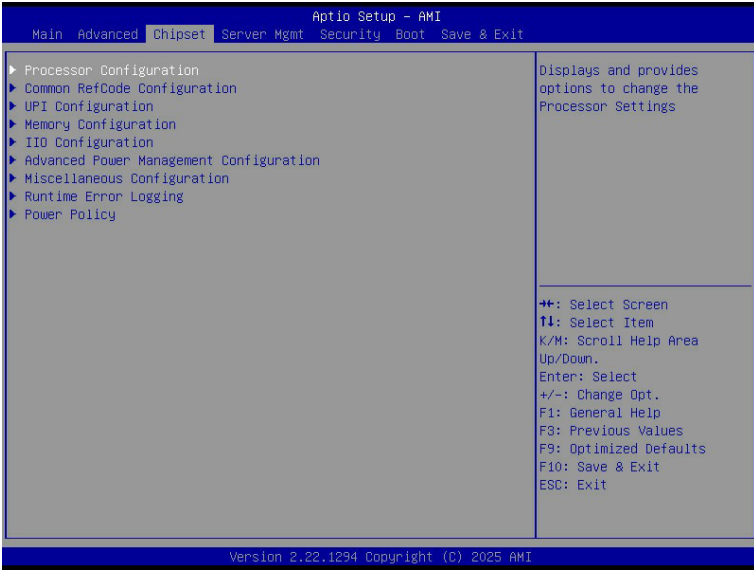 Aptio Setup - AMI
Main Advanced Chipset Server Mgmt Security Boot Save & Exit
▶ Processor Configuration
▶ Common RefCode Configuration
▶ UPI Configuration
▶ Memory Configuration
▶ IIO Configuration
▶ Advanced Power Management Configuration
▶ Miscellaneous Configuration
▶ Runtime Error Logging
▶ Power Policy
Displays and provides
options to change the
Processor Settings
→←: Select Screen
↑↓: Select Item
K/M: Scroll Help Area
Up/Down.
Enter: Select
+/-: Change Opt.
F1: General Help
F3: Previous Values
F9: Optimized Defaults
F10: Save & Exit
ESC: Exit
Version 2.22.1294 Copyright (C) 2025 AMI